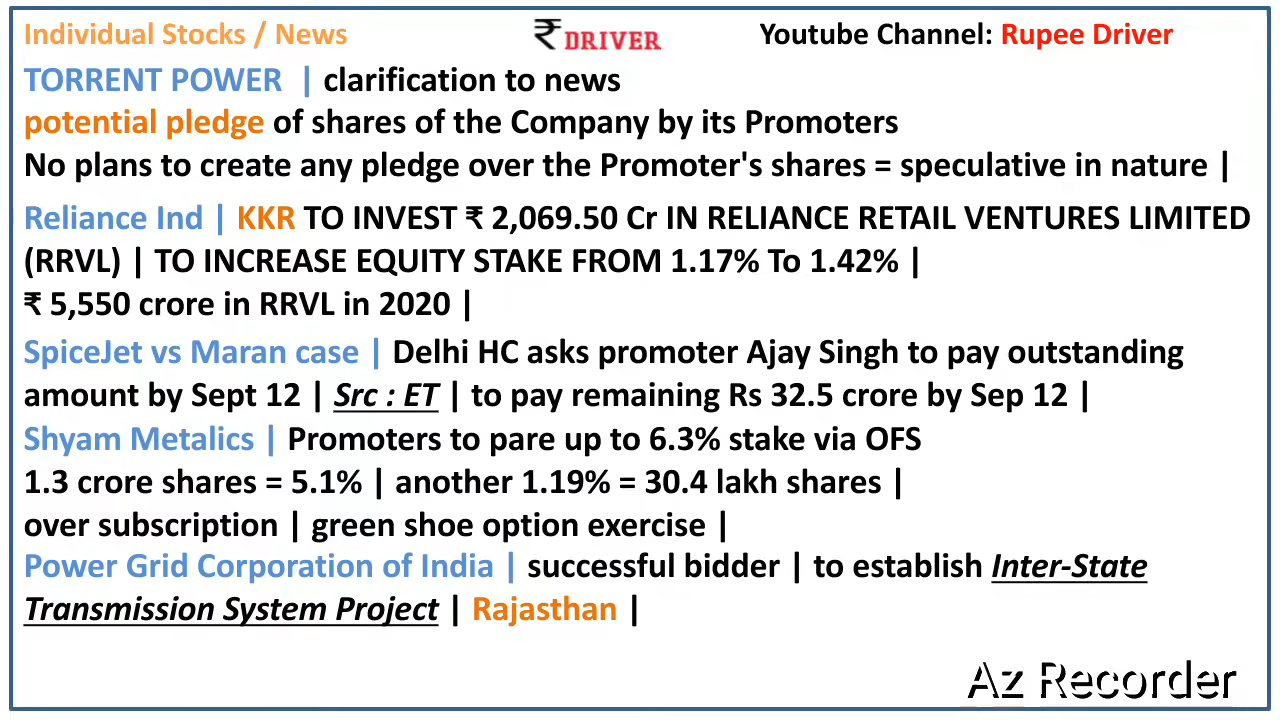 Individual Stocks / News ₹ DRIVER Youtube Channel: Rupee Driver
TORRENT POWER | clarification to news
potential pledge of shares of the Company by its Promoters
No plans to create any pledge over the Promoter's shares = speculative in nature |
Reliance Ind | KKR TO INVEST ₹ 2,069.50 Cr IN RELIANCE RETAIL VENTURES LIMITED
(RRVL) | TO INCREASE EQUITY STAKE FROM 1.17% To 1.42% |
₹ 5,550 crore in RRVL in 2020 |
SpiceJet vs Maran case | Delhi HC asks promoter Ajay Singh to pay outstanding
amount by Sept 12 | Src : ET | to pay remaining Rs 32.5 crore by Sep 12 |
Shyam Metalics | Promoters to pare up to 6.3% stake via OFS
1.3 crore shares = 5.1% | another 1.19% = 30.4 lakh shares |
over subscription | green shoe option exercise |
Power Grid Corporation of India | successful bidder | to establish Inter-State
Transmission System Project | Rajasthan |
Az Recorder